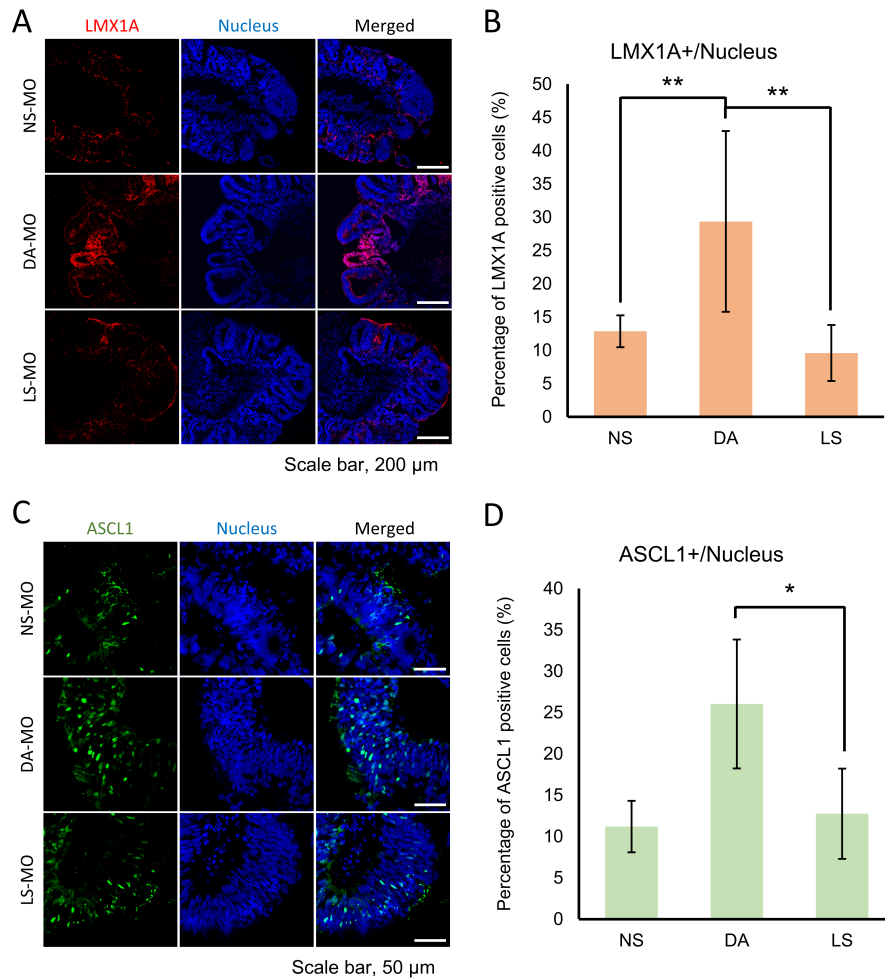 A
LMX1A Nucleus Merged
NS-MO
DA-MO
LS-MO
Scale bar, 200 µm
B
LMX1A+/Nucleus
Percentage of LMX1A positive cells (%)
50
45
40
35
30
25
20
15
10
5
0
** **
NS DA LS
C
ASCL1 Nucleus Merged
NS-MO
DA-MO
LS-MO
Scale bar, 50 µm
D
ASCL1+/Nucleus
Percentage of ASCL1 positive cells (%)
40
35
30
25
20
15
10
5
0
*
NS DA LS